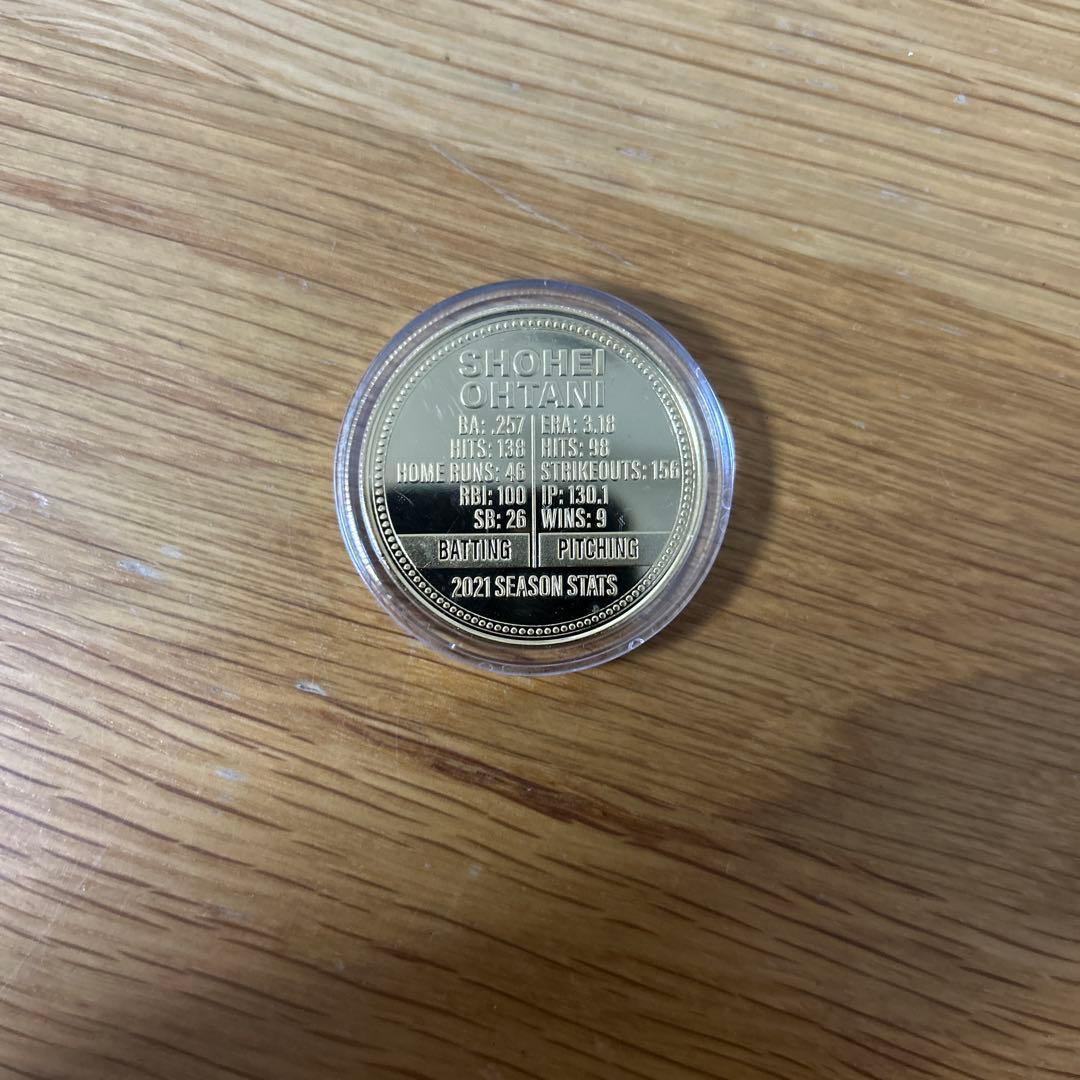 SHOHEI
OHTANI
BA: .257 ERA: 3.18
HITS: 138 HITS: 98
HOME RUNS: 46 STRIKEOUTS: 156
RBI: 100 IP: 130.1
SB: 26 WINS: 9
BATTING PITCHING
2021 SEASON STATS